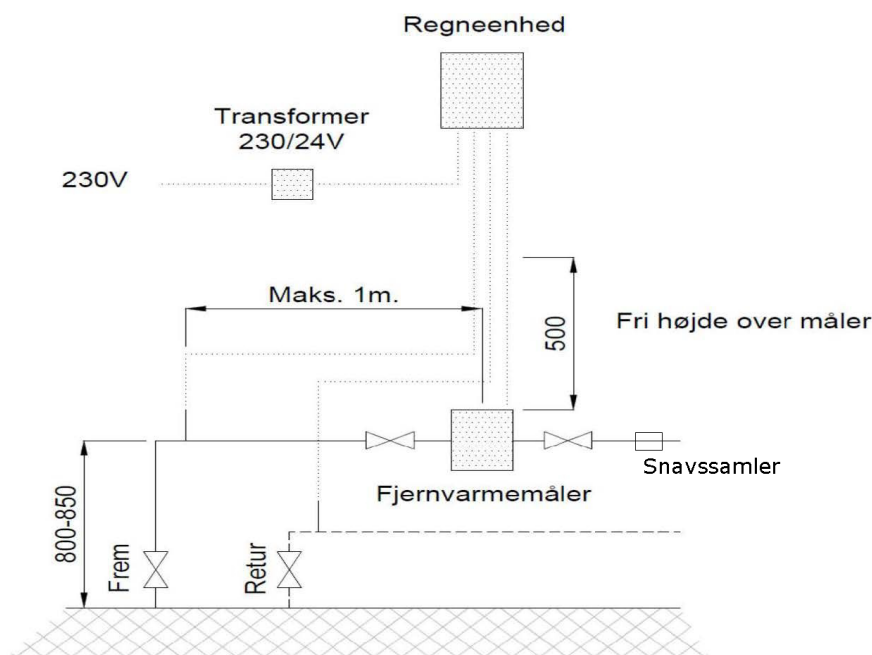 Regneenhed
Transformer
230/24V
230V
Maks. 1m.
500
Fri højde over måler
Snavssamler
Fjernvarmemåler
800-850
Frem
Retur